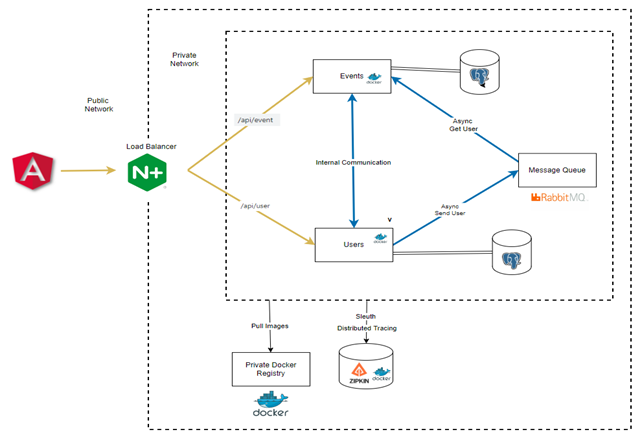 Private
Network
Public
Network
Load Balancer
A
N+
/api/event
/api/user
Events
docker
Internal Communication
Async
Get User
Message Queue
RabbitMQ
Async
Send User
v
Users
docker
Pull Images
Sleuth
Distributed Tracing
Private Docker
Registry
docker
ZIPKIN
docker